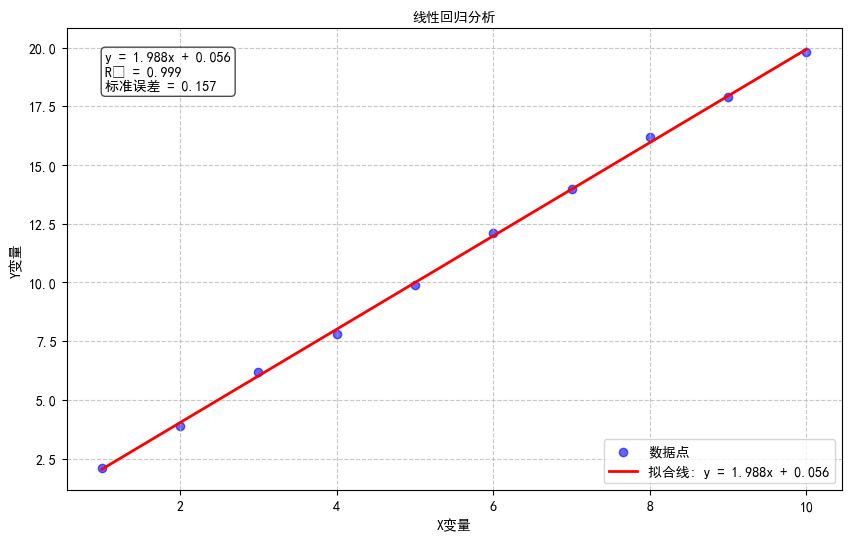 线性回归分析
y = 1.988x + 0.056
R□ = 0.999
标准误差 = 0.157
20.0
17.5
15.0
12.5
10.0
7.5
5.0
2.5
Y变量
数据点
拟合线: y = 1.988x + 0.056
2 4 6 8 10
X变量